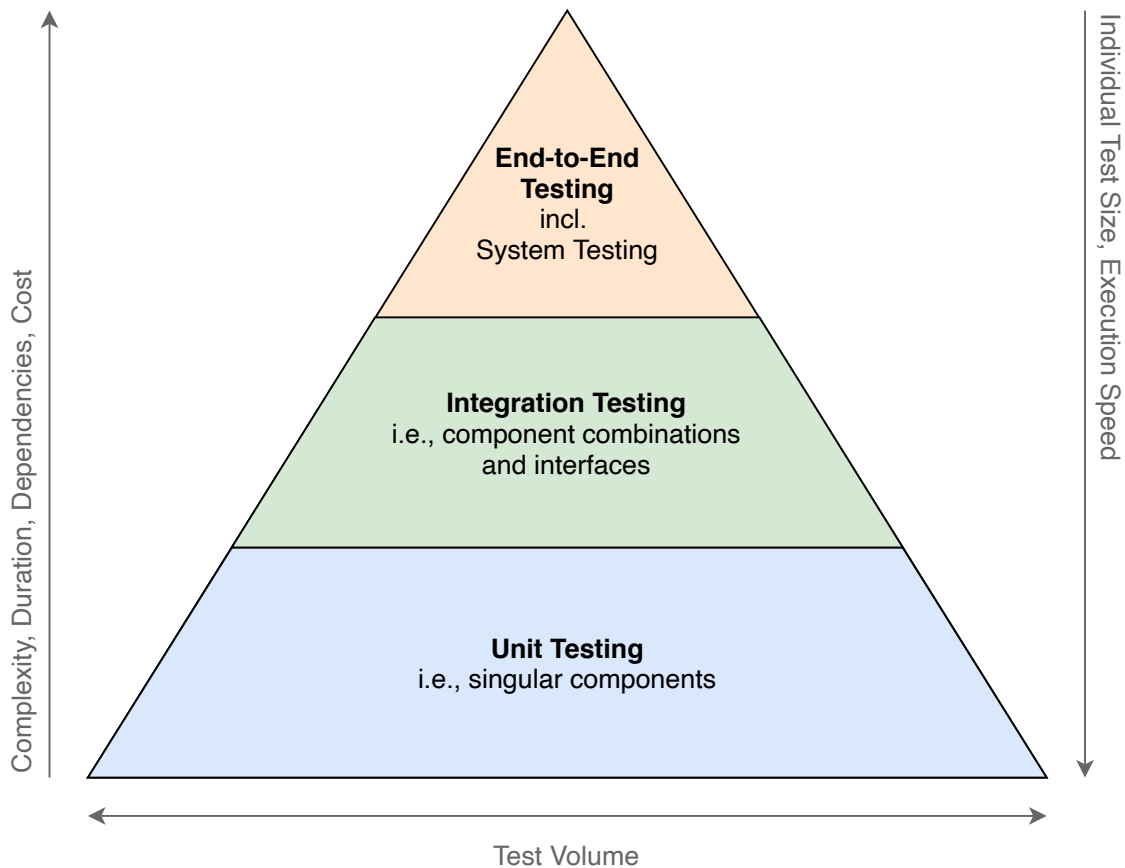 End-to-End
Testing
incl.
System Testing
Integration Testing
i.e., component combinations
and interfaces
Unit Testing
i.e., singular components
Complexity, Duration, Dependencies, Cost
Individual Test Size, Execution Speed
Test Volume